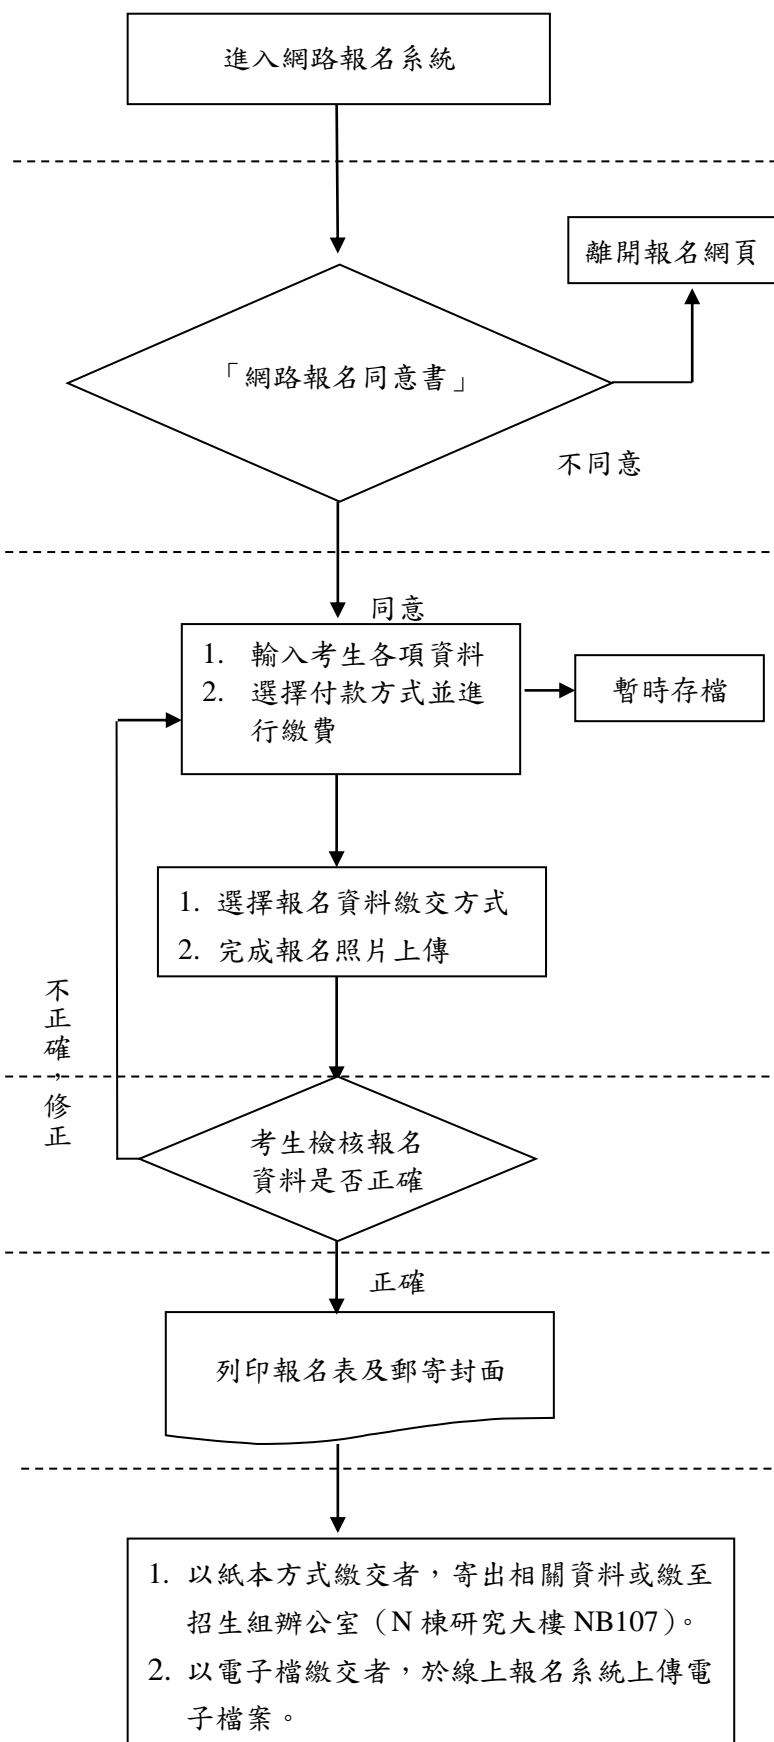 進入網路報名系統
離開報名網頁
「網路報名同意書」
不同意
同意
1. 輸入考生各項資料
2. 選擇付款方式並進
行繳費
暫時存檔
1. 選擇報名資料繳交方式
2. 完成報名照片上傳
不正確，修正
考生檢核報名
資料是否正確
正確
列印報名表及郵寄封面
1. 以紙本方式繳交者，寄出相關資料或繳至
招生組辦公室（N 棟研究大樓 NB107）。
2. 以電子檔繳交者，於線上報名系統上傳電
子檔案。